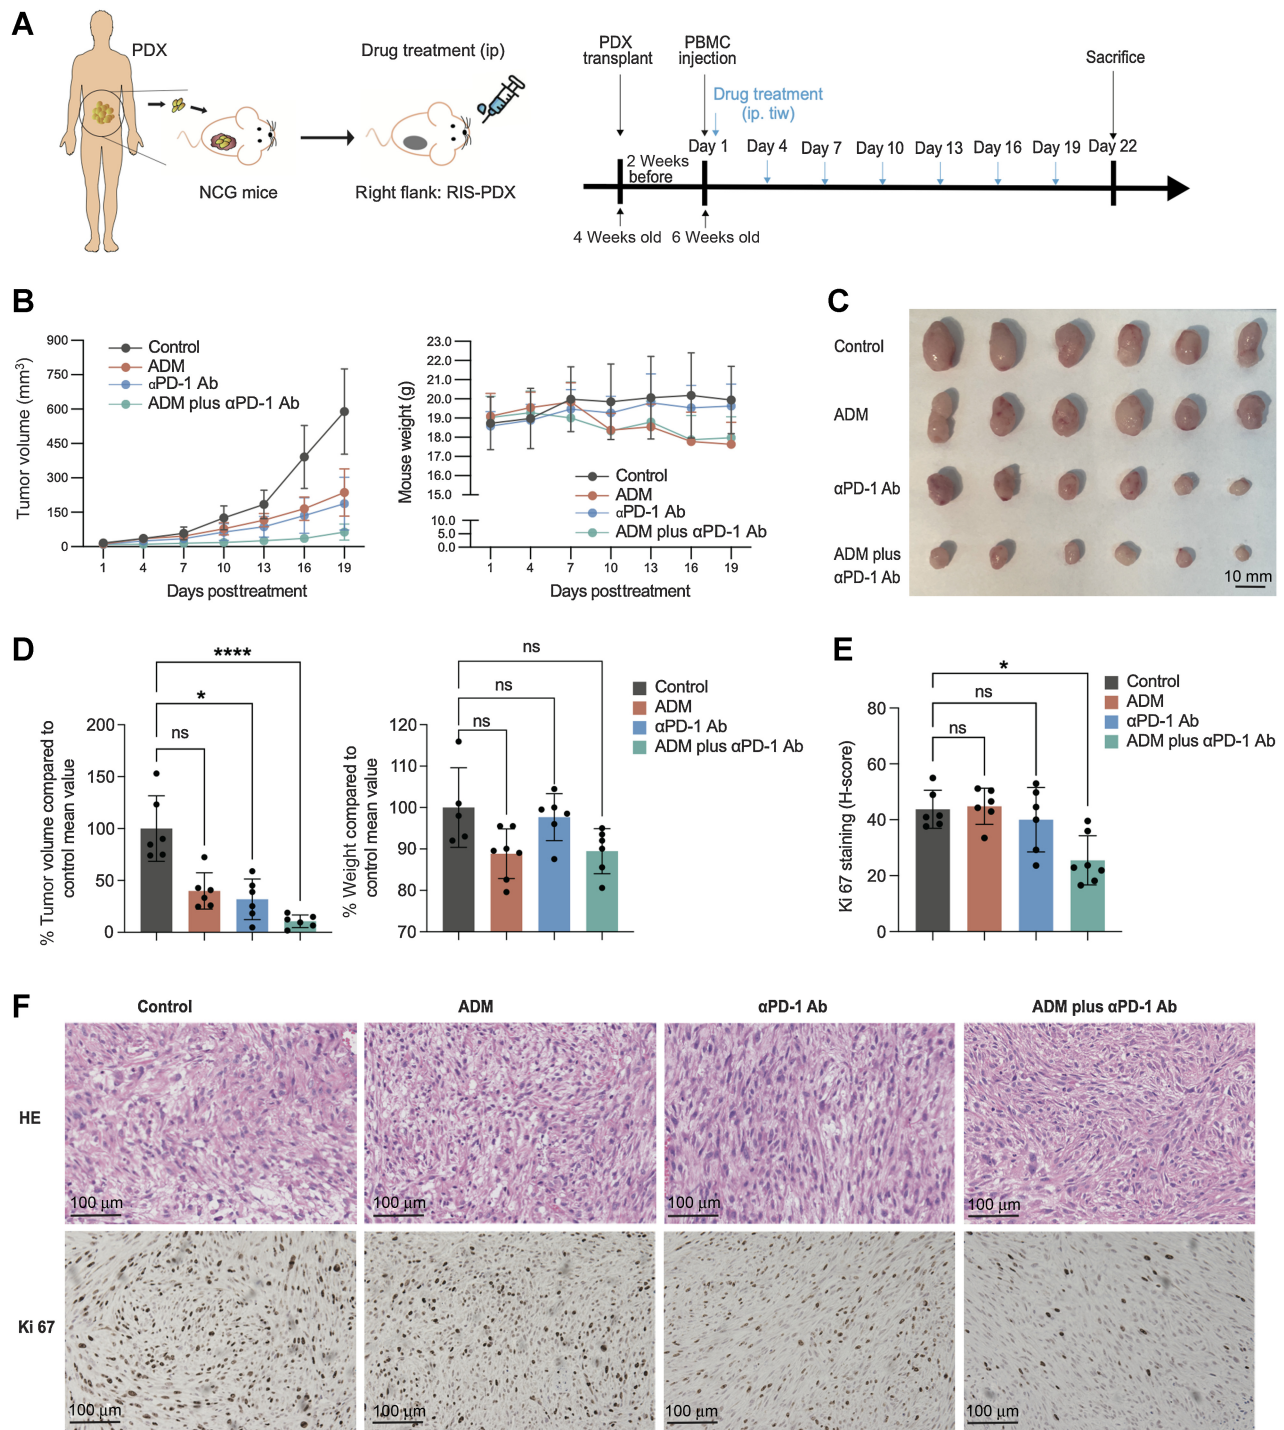 A
PDX
NCG mice
Drug treatment (ip)
Right flank: RIS-PDX
PDX
transplant
PBMC
injection
Sacrifice
Drug treatment
(ip. tiw)
Day 1
Day 4
Day 7
Day 10
Day 13
Day 16
Day 19
Day 22
2 Weeks
before
4 Weeks old
6 Weeks old
B
Tumor volume (mm³)
900
750
600
450
300
150
0
Control
ADM
αPD-1 Ab
ADM plus αPD-1 Ab
1 4 7 10 13 16 19
Days posttreatment
Mouse weight (g)
23.0
22.0
21.0
20.0
19.0
18.0
17.0
16.0
15.0
10.0
5.0
0.0
Control
ADM
αPD-1 Ab
ADM plus αPD-1 Ab
1 4 7 10 13 16 19
Days posttreatment
C
Control
ADM
αPD-1 Ab
ADM plus
αPD-1 Ab
10 mm
D
% Tumor volume compared to
control mean value
200
150
100
50
0
****
*
ns
% Weight compared to
control mean value
120
110
100
90
80
70
ns
ns
ns
Control
ADM
αPD-1 Ab
ADM plus αPD-1 Ab
E
Ki 67 staining (H-score)
80
60
40
20
0
*
ns
ns
Control
ADM
αPD-1 Ab
ADM plus αPD-1 Ab
F
Control
ADM
αPD-1 Ab
ADM plus αPD-1 Ab
HE
100 μm
100 μm
100 μm
100 μm
Ki 67
100 μm
100 μm
100 μm
100 μm